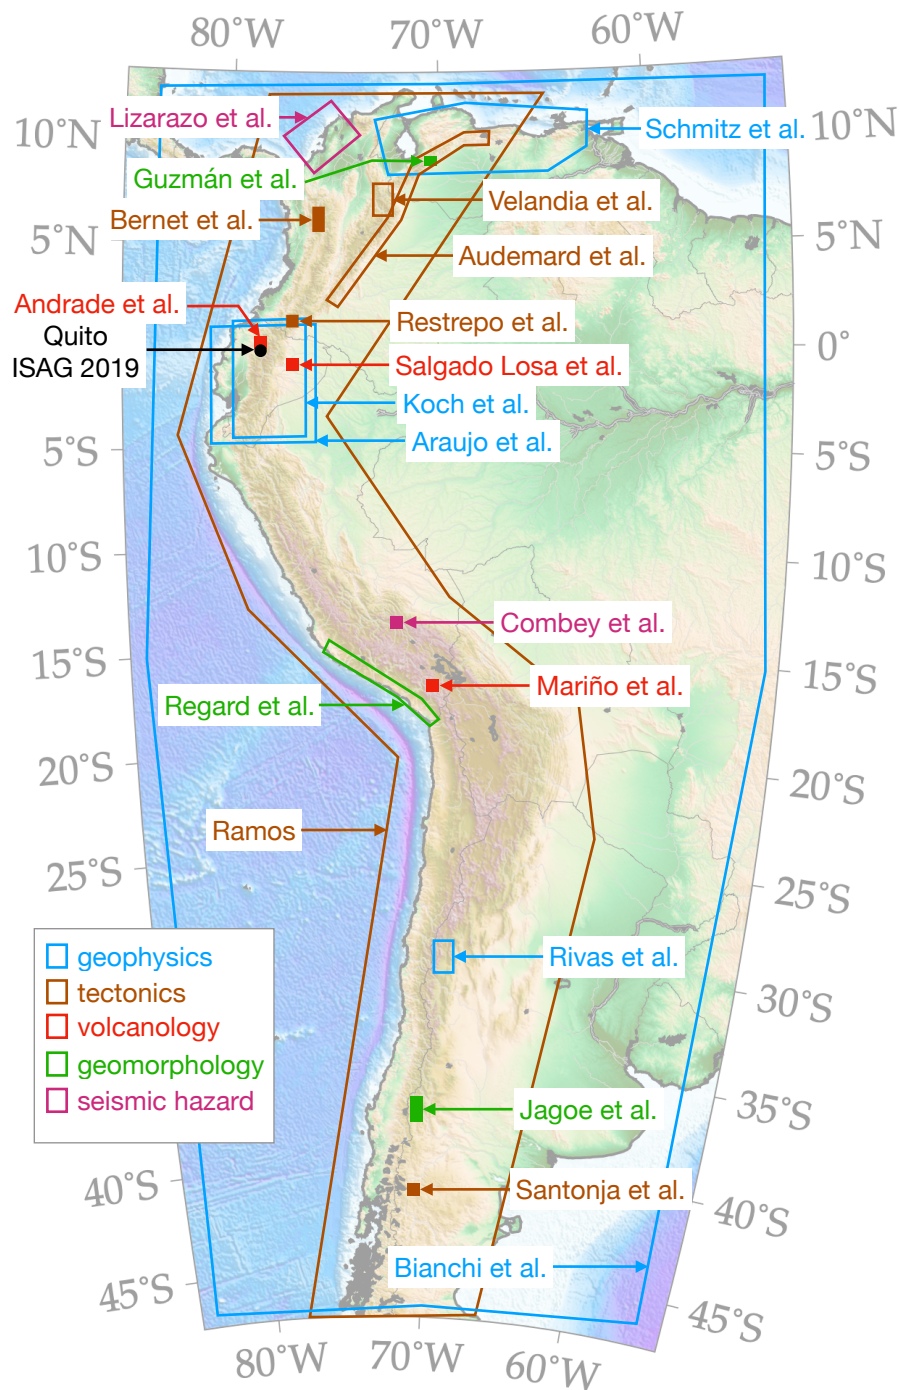 80°W
70°W
60°W
Lizarazo et al.
10°N
Schmitz et al.
10°N
Guzmán et al.
Velandia et al.
Bernet et al.
5°N
5°N
Audemard et al.
Andrade et al.
Restrepo et al.
Quito
ISAG 2019
0°
Salgado Losa et al.
Koch et al.
Araujo et al.
5°S
5°S
10°S
10°S
Combey et al.
15°S
15°S
Mariño et al.
Regard et al.
20°S
20°S
Ramos
25°S
25°S
geophysics
tectonics
volcanology
geomorphology
seismic hazard
Rivas et al.
30°S
Jagoe et al.
35°S
40°S
Santonja et al.
40°S
Bianchi et al.
45°S
45°S
80°W
70°W
60°W